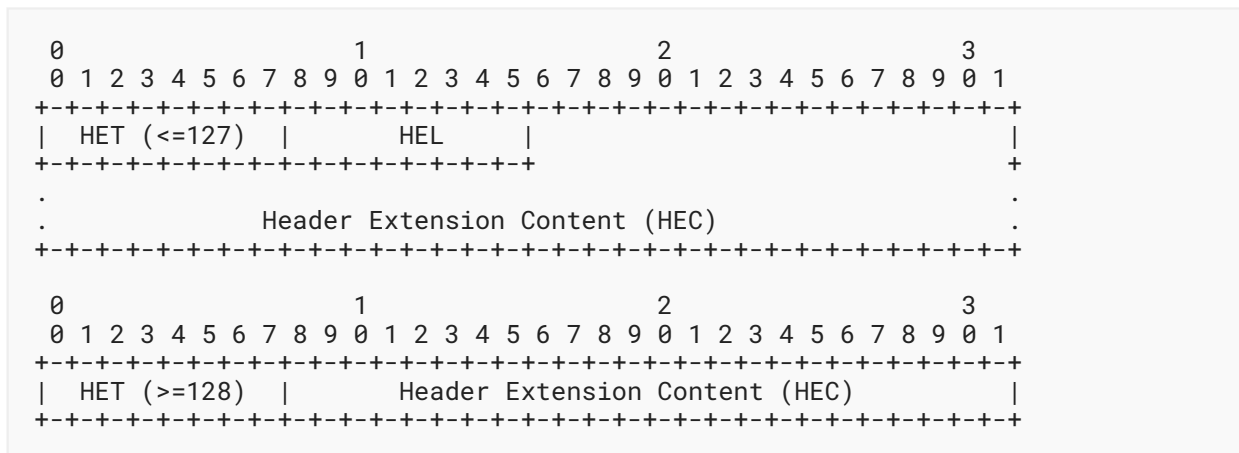 0                   1                   2                   3
 0 1 2 3 4 5 6 7 8 9 0 1 2 3 4 5 6 7 8 9 0 1 2 3 4 5 6 7 8 9 0 1
+-+-+-+-+-+-+-+-+-+-+-+-+-+-+-+-+-+-+-+-+-+-+-+-+-+-+-+-+-+-+-+-+
|  HET (<=127)  |       HEL     |                               |
+-+-+-+-+-+-+-+-+-+-+-+-+-+-+-+-+                               +
.                                                               .
.              Header Extension Content (HEC)                   .
+-+-+-+-+-+-+-+-+-+-+-+-+-+-+-+-+-+-+-+-+-+-+-+-+-+-+-+-+-+-+-+-+

 0                   1                   2                   3
 0 1 2 3 4 5 6 7 8 9 0 1 2 3 4 5 6 7 8 9 0 1 2 3 4 5 6 7 8 9 0 1
+-+-+-+-+-+-+-+-+-+-+-+-+-+-+-+-+-+-+-+-+-+-+-+-+-+-+-+-+-+-+-+-+
|  HET (>=128)  |       Header Extension Content (HEC)          |
+-+-+-+-+-+-+-+-+-+-+-+-+-+-+-+-+-+-+-+-+-+-+-+-+-+-+-+-+-+-+-+-+